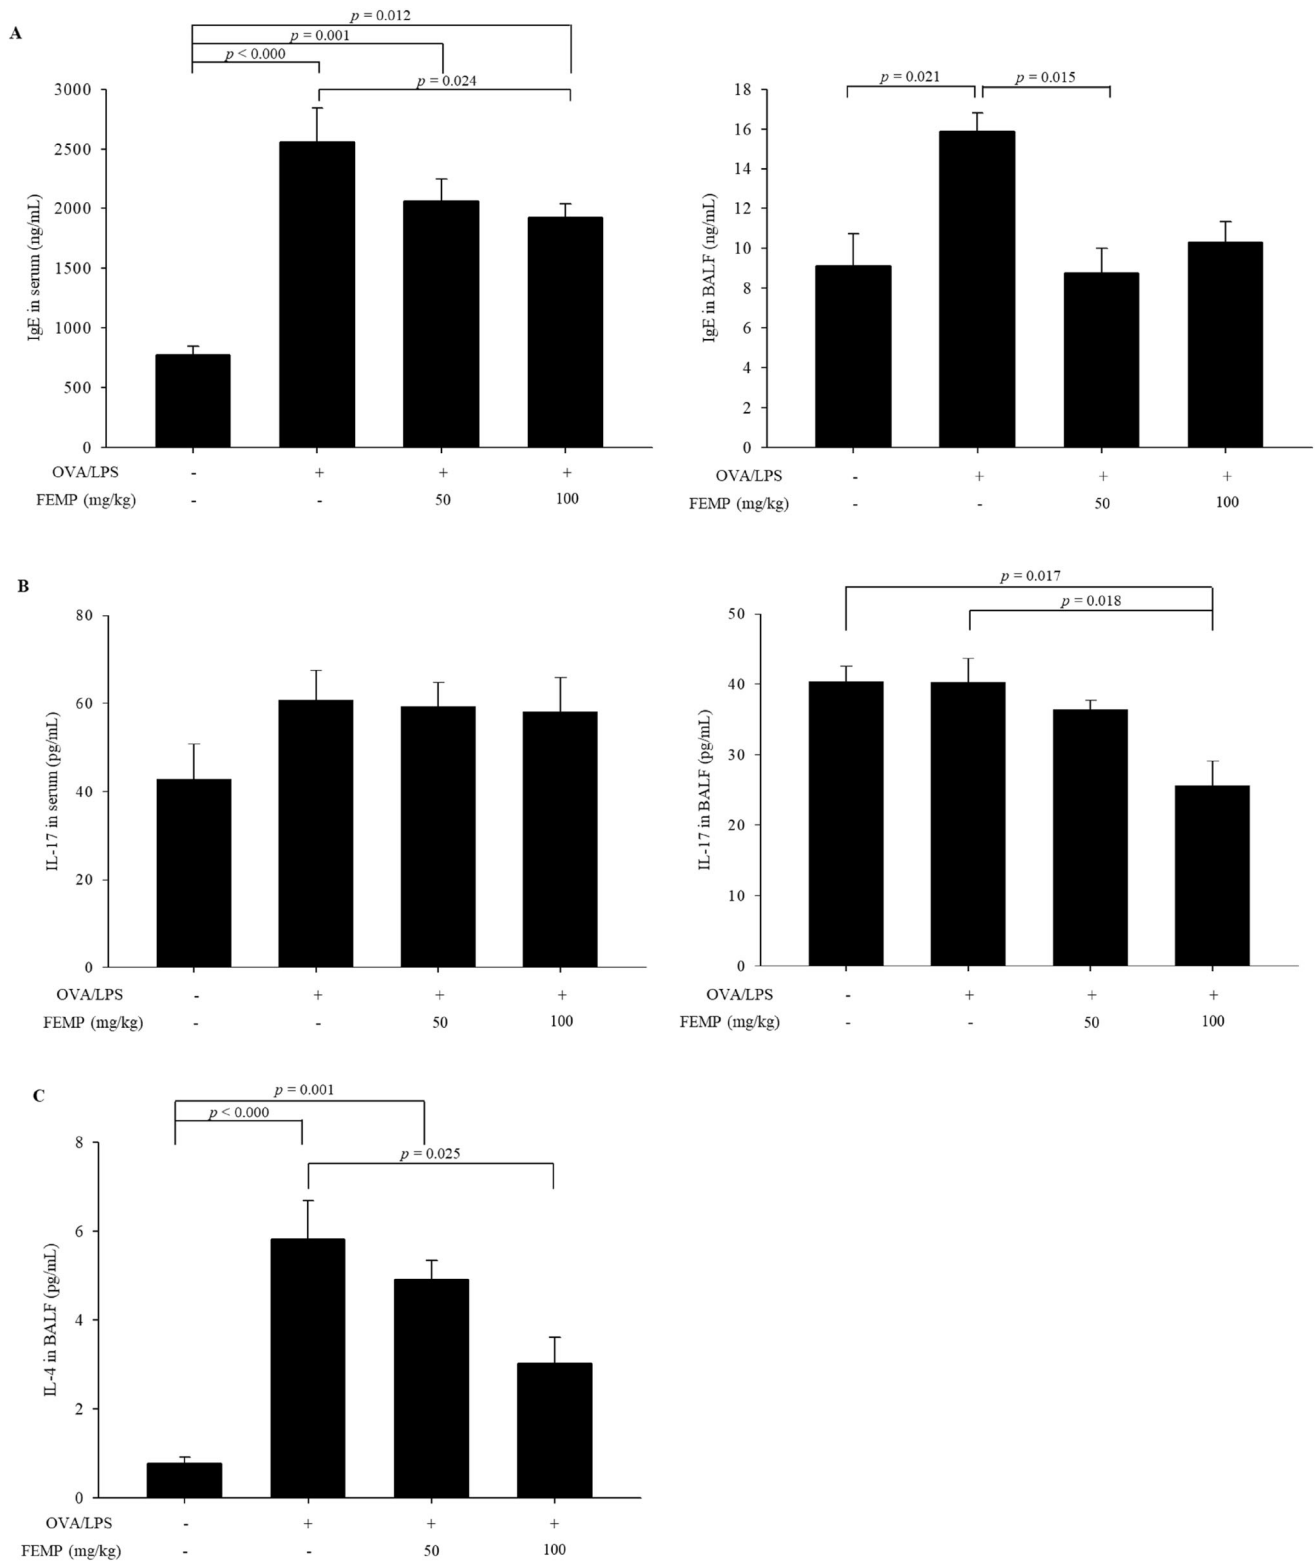 A
p = 0.012
p = 0.001
p < 0.000
p = 0.024
3000
2500
2000
1500
1000
500
0
IgE in serum (ng/mL)
OVA/LPS - + + +
FEMP (mg/kg) - - 50 100
p = 0.021 p = 0.015
18
16
14
12
10
8
6
4
2
0
IgE in BALF (ng/mL)
OVA/LPS - + + +
FEMP (mg/kg) - - 50 100
B
80
60
40
20
0
IL-17 in serum (pg/mL)
OVA/LPS - + + +
FEMP (mg/kg) - - 50 100
p = 0.017
p = 0.018
50
40
30
20
10
0
IL-17 in BALF (pg/mL)
OVA/LPS - + + +
FEMP (mg/kg) - - 50 100
C
p = 0.001
p < 0.000
p = 0.025
8
6
4
2
0
IL-4 in BALF (pg/mL)
OVA/LPS - + + +
FEMP (mg/kg) - - 50 100